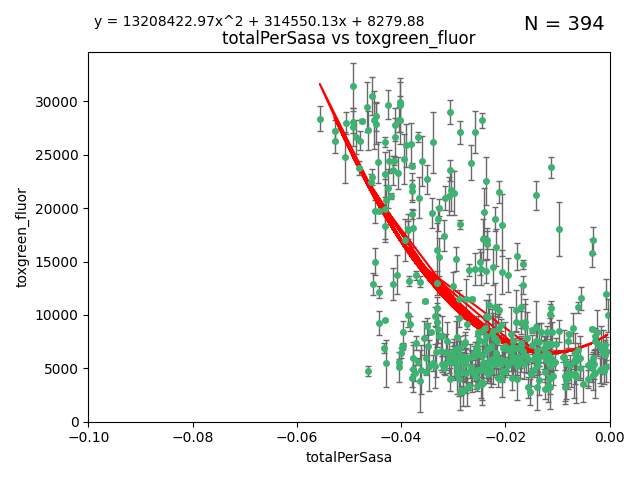 y = 13208422.97x^2 + 314550.13x + 8279.88
N = 394
totalPerSasa vs toxgreen_fluor
toxgreen_fluor
30000
25000
20000
15000
10000
5000
0
−0.10
−0.08
−0.06
−0.04
−0.02
0.00
totalPerSasa